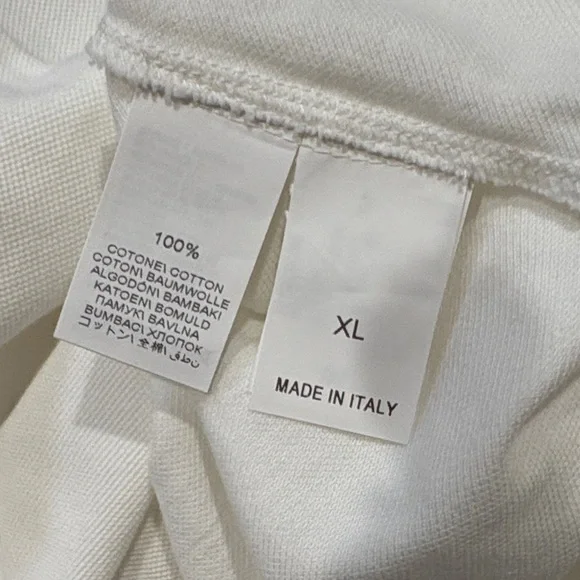 100%
COTONE\ COTTON
COTON\ BAUMWOLLE
ALGODÓN\ BAMBAKI
KATOEN\ BOMULD
ПАМУК\ BAVLNA
BUMBAC\ ХЛОПОК
コットン\ 全棉\ قطن
XL
MADE IN ITALY